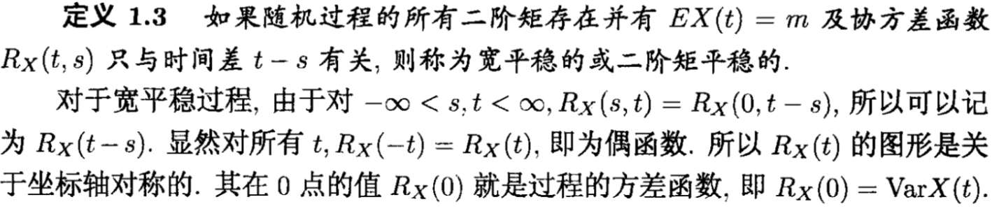 定义 1.3 如果随机过程的所有二阶矩存在并有 EX(t) = m 及协方差函数
R_X(t, s) 只与时间差 t − s 有关, 则称为宽平稳的或二阶矩平稳的.
对于宽平稳过程, 由于对 −∞ < s, t < ∞, R_X(s, t) = R_X(0, t − s), 所以可以记
为 R_X(t − s). 显然对所有 t, R_X(−t) = R_X(t), 即为偶函数. 所以 R_X(t) 的图形是关
于坐标轴对称的. 其在 0 点的值 R_X(0) 就是过程的方差函数, 即 R_X(0) = VarX(t).